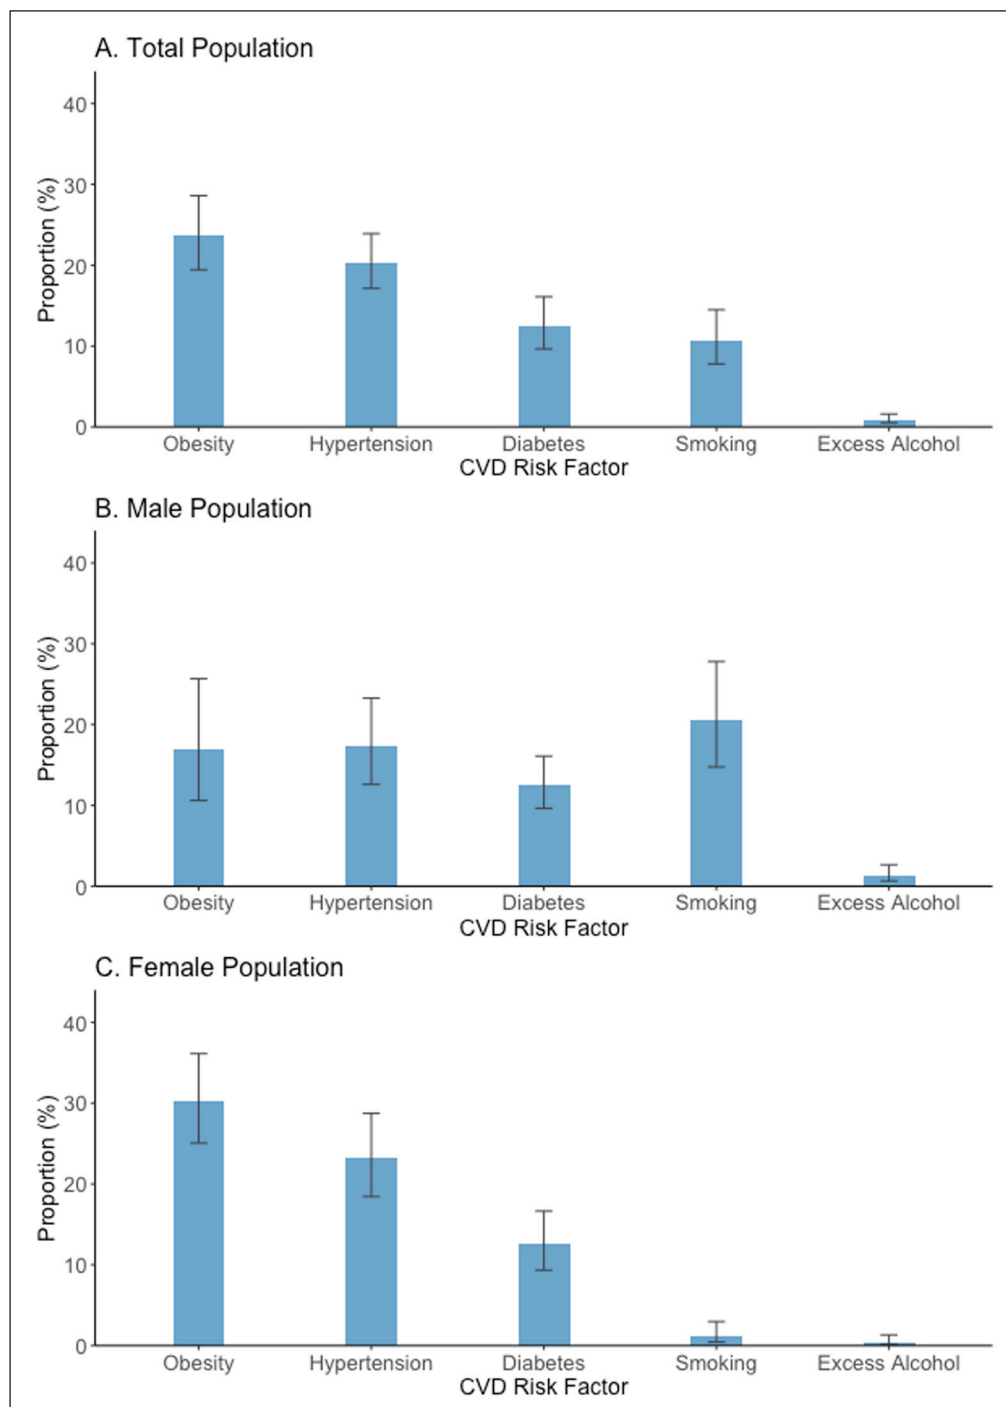 A. Total Population
40
30
20
10
0
Proportion (%)
Obesity Hypertension Diabetes Smoking Excess Alcohol
CVD Risk Factor
B. Male Population
40
30
20
10
0
Proportion (%)
Obesity Hypertension Diabetes Smoking Excess Alcohol
CVD Risk Factor
C. Female Population
40
30
20
10
0
Proportion (%)
Obesity Hypertension Diabetes Smoking Excess Alcohol
CVD Risk Factor